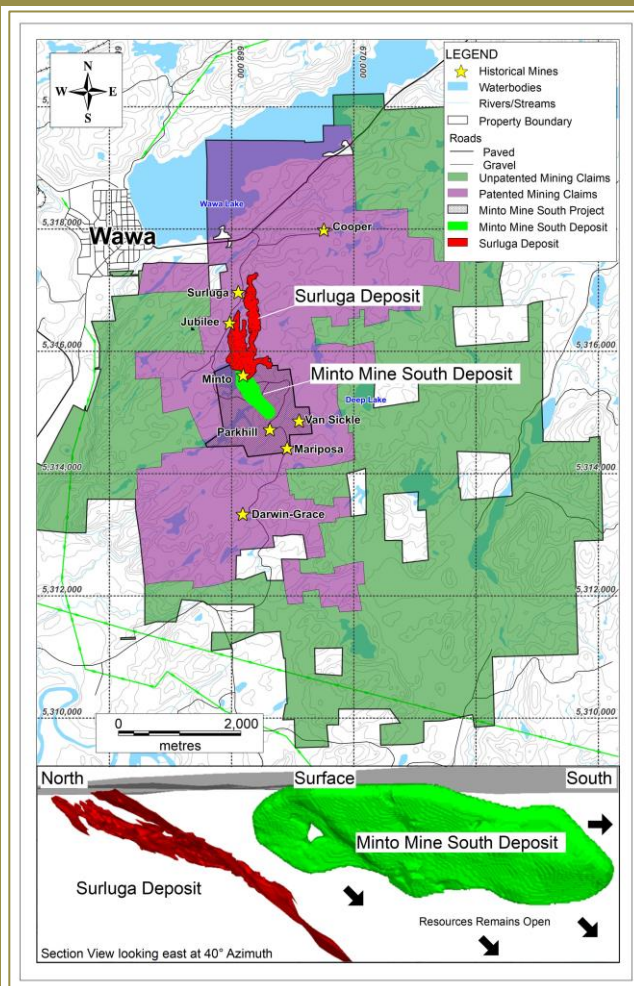 N
W E
S
666,000
668,000
670,000
LEGEND
Historical Mines
Waterbodies
Rivers/Streams
Property Boundary
Roads
Paved
Gravel
Unpatented Mining Claims
Patented Mining Claims
Minto Mine South Project
Minto Mine South Deposit
Surluga Deposit
Wawa Lake
5,318,000
5,318,000
Cooper
Wawa
Surluga
Surluga Deposit
Jubilee
5,316,000
5,316,000
Minto
Minto Mine South Deposit
Deep Lake
Van Sickle
Parkhill
Mariposa
5,314,000
5,314,000
Darwin-Grace
5,312,000
5,312,000
5,310,000
5,310,000
0 2,000
metres
North Surface South
Minto Mine South Deposit
Surluga Deposit
Resources Remains Open
Section View looking east at 40° Azimuth